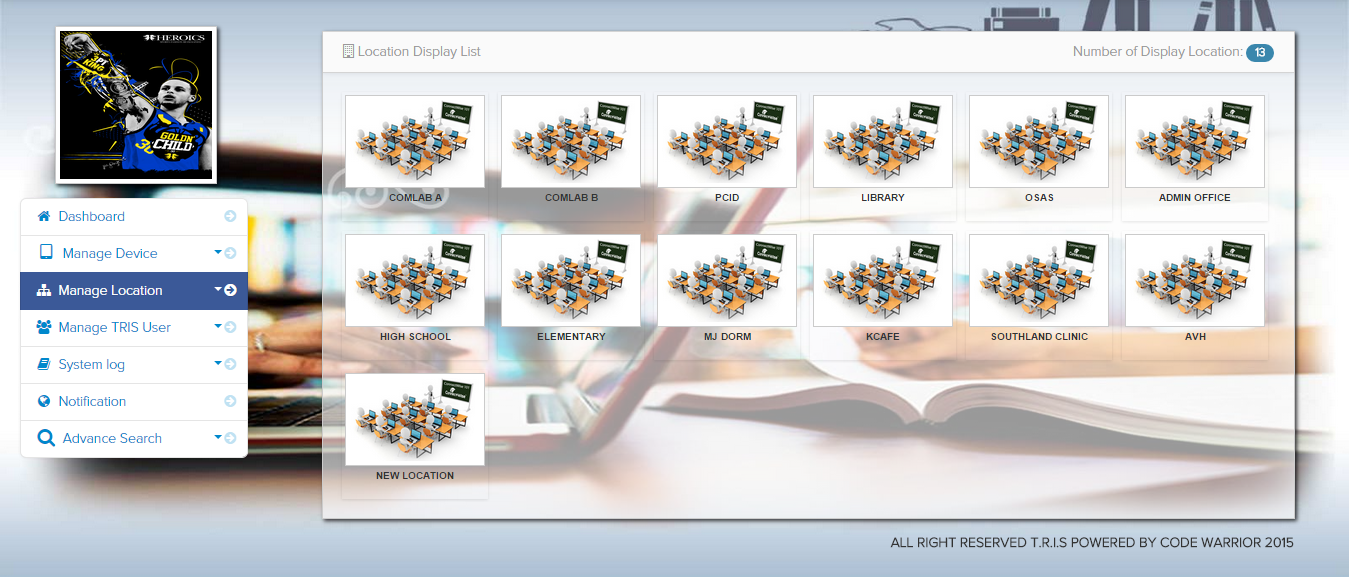 HEROICS
3PT
KING
GOLDN
CHILD
Dashboard
Manage Device
Manage Location
Manage TRIS User
System log
Notification
Advance Search
Location Display List
Number of Display Location: 13
COMLAB A
COMLAB B
PCID
LIBRARY
OSAS
ADMIN OFFICE
HIGH SCHOOL
ELEMENTARY
MJ DORM
KCAFE
SOUTHLAND CLINIC
AVH
NEW LOCATION
ALL RIGHT RESERVED T.R.I.S POWERED BY CODE WARRIOR 2015